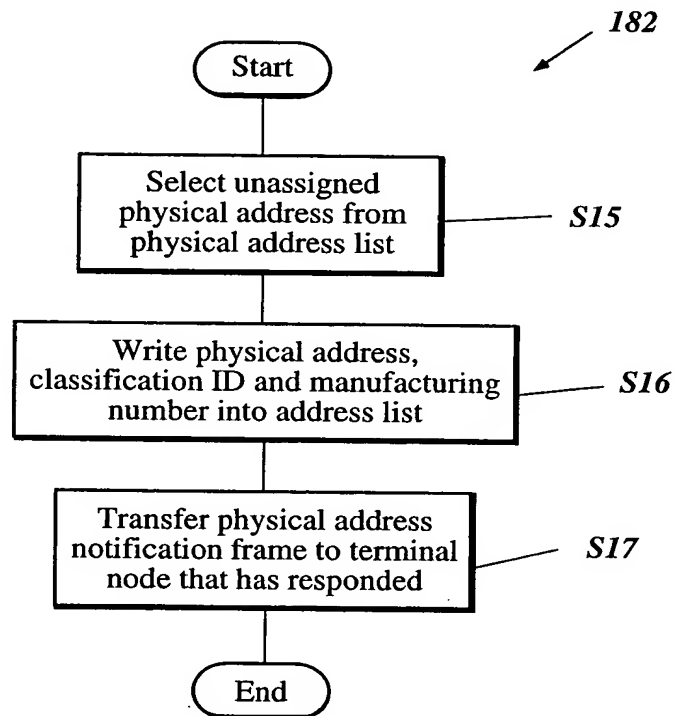 182
Start
Select unassigned
physical address from
physical address list
S15
Write physical address,
classification ID and manufacturing
number into address list
S16
Transfer physical address
notification frame to terminal
node that has responded
S17
End